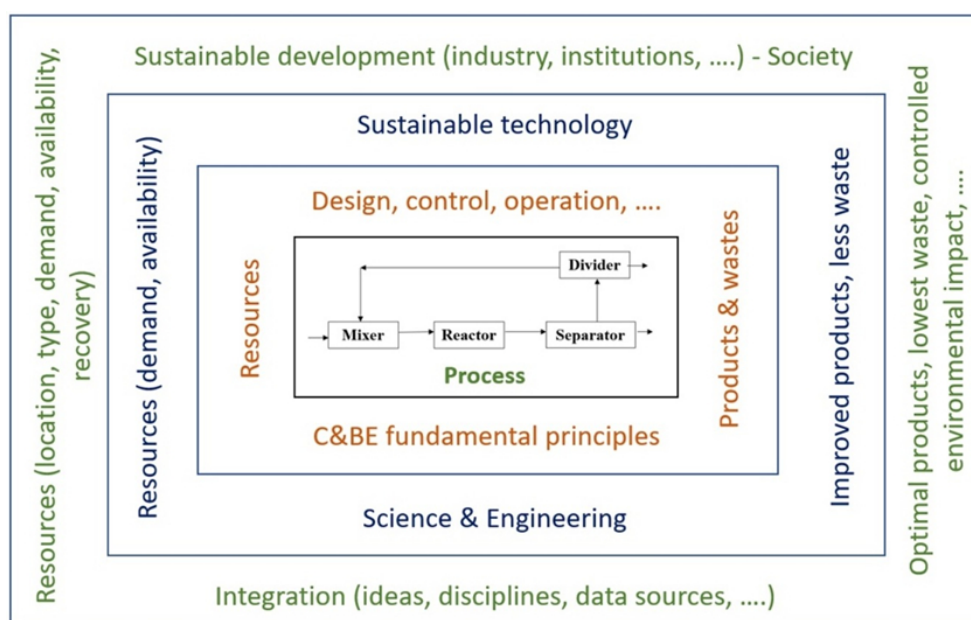 Sustainable development (industry, institutions, ....) - Society
Resources (location, type, demand, availability,
recovery)
Sustainable technology
Resources (demand, availability)
Design, control, operation, ....
Resources
Divider
Mixer
Reactor
Separator
Process
Products & wastes
C&BE fundamental principles
Improved products, less waste
Science & Engineering
Optimal products, lowest waste, controlled
environmental impact, ....
Integration (ideas, disciplines, data sources, ....)